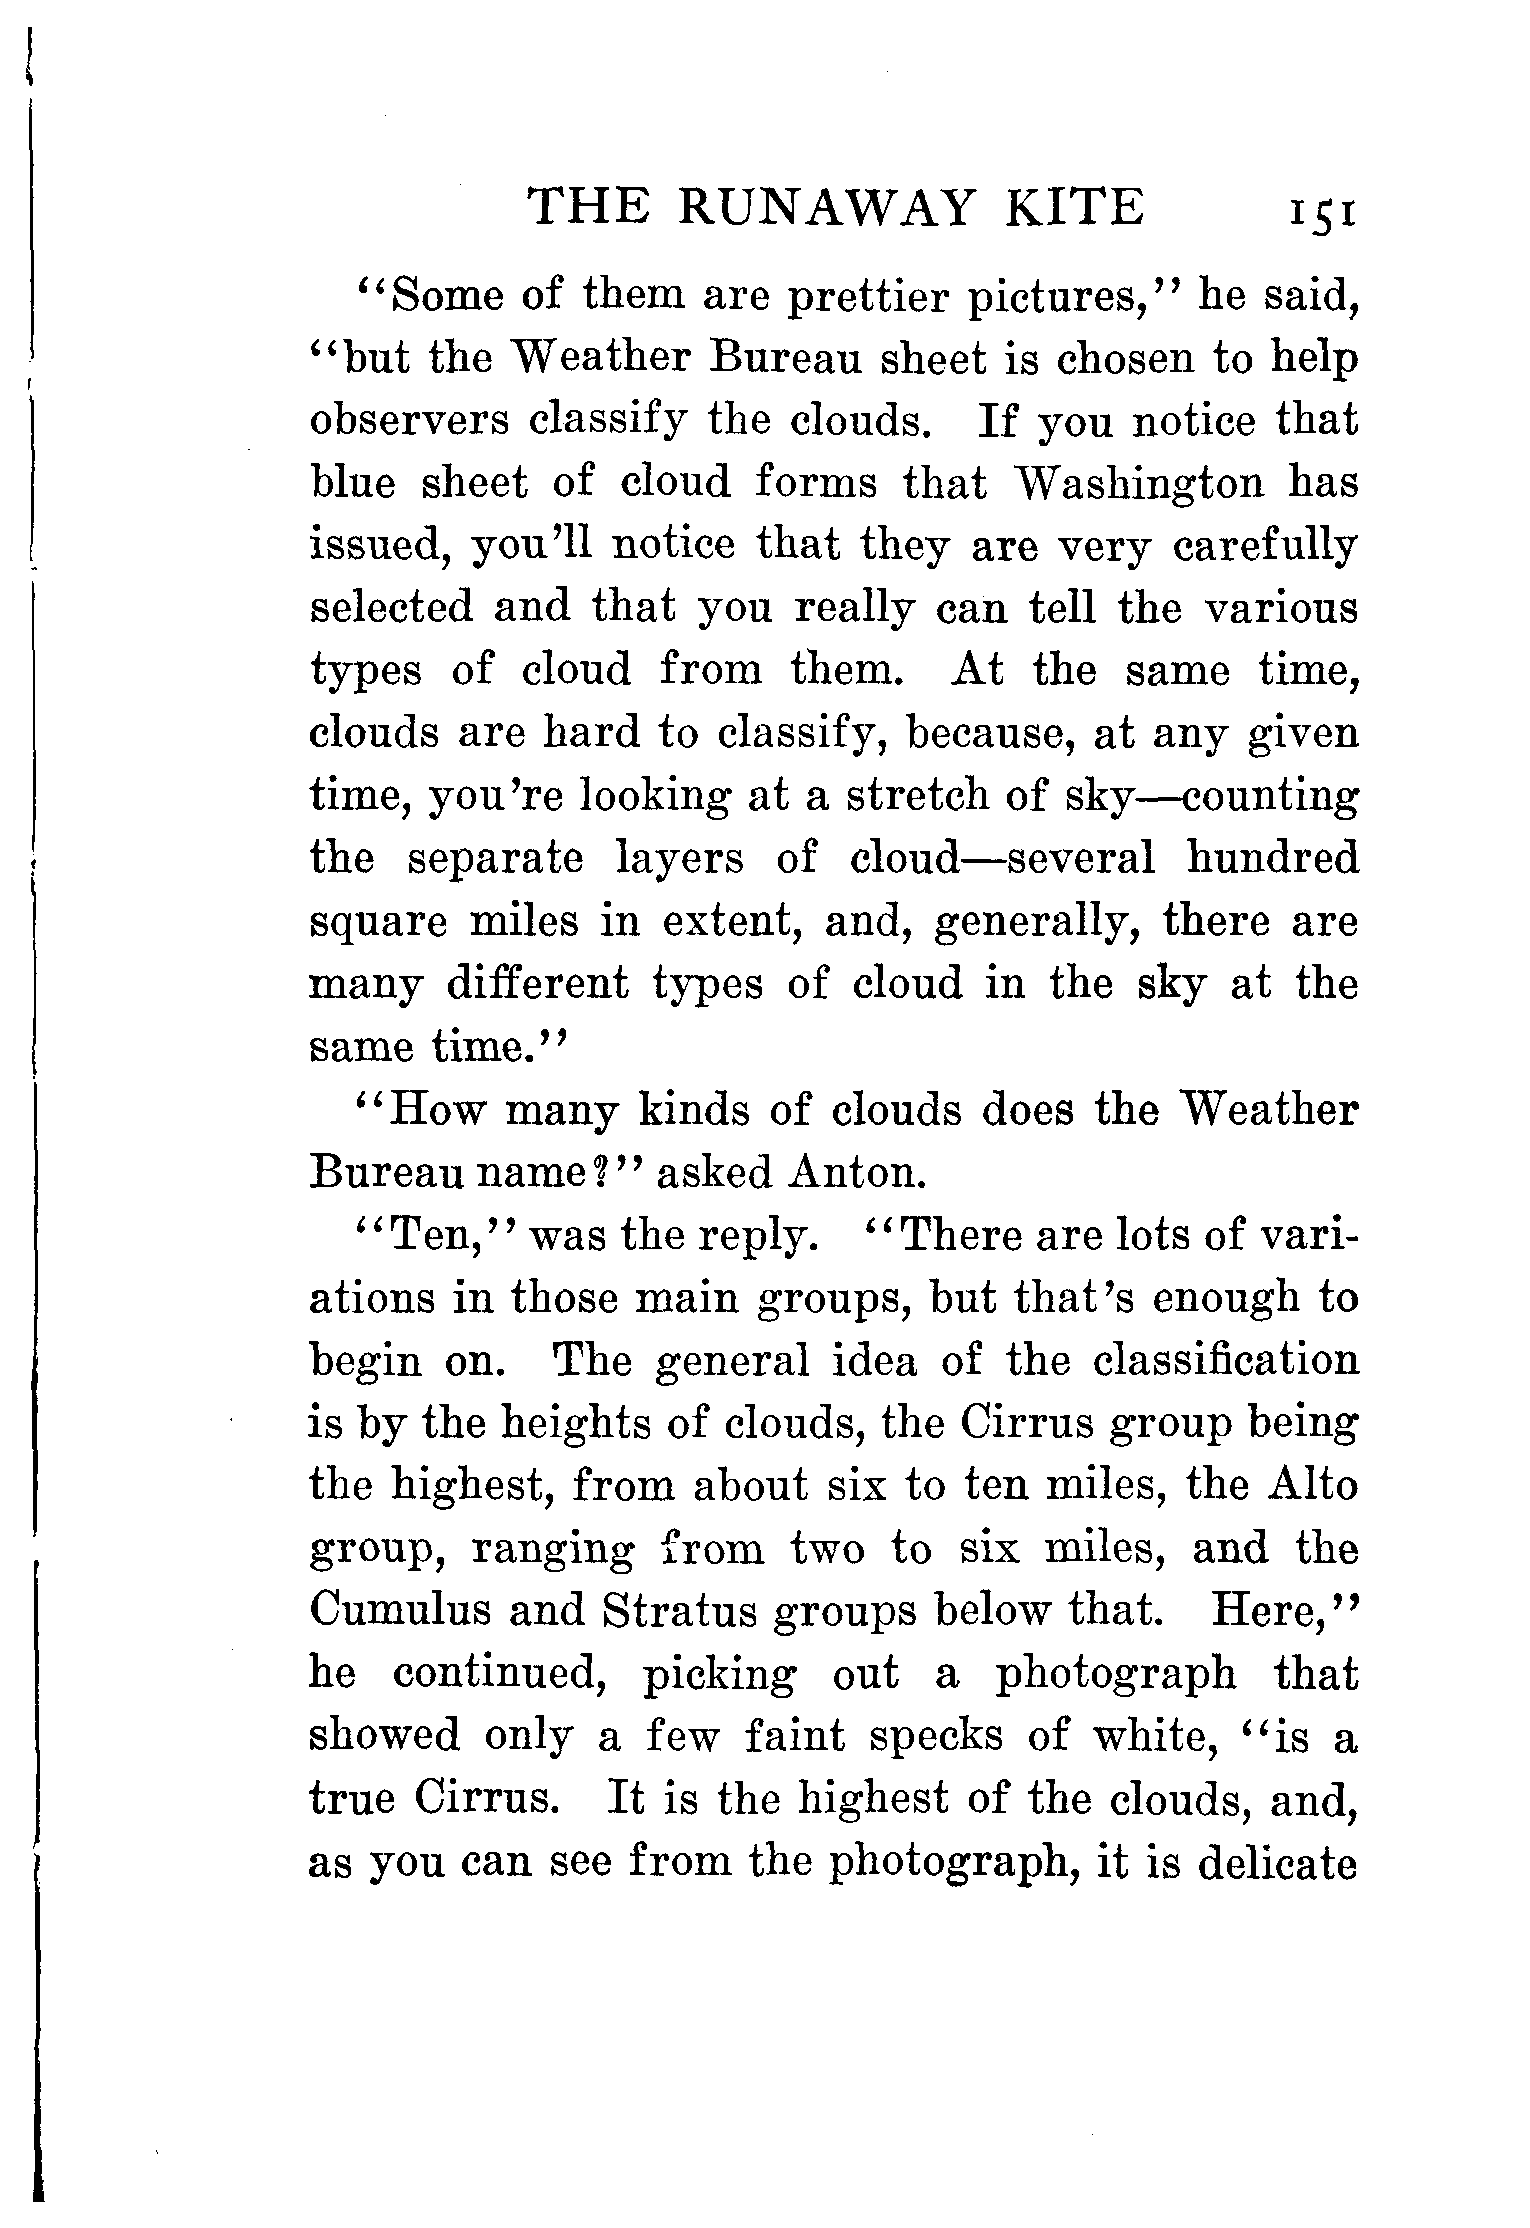 THE RUNAWAY KITE 151
“Some of them are prettier pictures,” he said,
“but the Weather Bureau sheet is chosen to help
observers classify the clouds. If you notice that
blue sheet of cloud forms that Washington has
issued, you’ll notice that they are very carefully
selected and that you really can tell the various
types of cloud from them. At the same time,
clouds are hard to classify, because, at any given
time, you’re looking at a stretch of sky—counting
the separate layers of cloud—several hundred
square miles in extent, and, generally, there are
many different types of cloud in the sky at the
same time.”
“How many kinds of clouds does the Weather
Bureau name?” asked Anton.
“Ten,” was the reply. “There are lots of vari-
ations in those main groups, but that’s enough to
begin on. The general idea of the classification
is by the heights of clouds, the Cirrus group being
the highest, from about six to ten miles, the Alto
group, ranging from two to six miles, and the
Cumulus and Stratus groups below that. Here,”
he continued, picking out a photograph that
showed only a few faint specks of white, “is a
true Cirrus. It is the highest of the clouds, and,
as you can see from the photograph, it is delicate